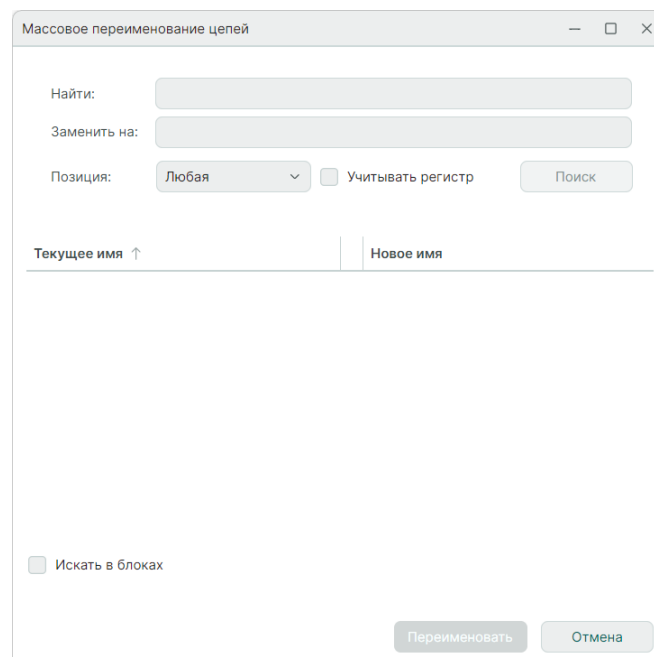 Массовое переименование цепей
Найти:
Заменить на:
Позиция: Любая Учитывать регистр Поиск
Текущее имя ↑ Новое имя
Искать в блоках
Переименовать Отмена